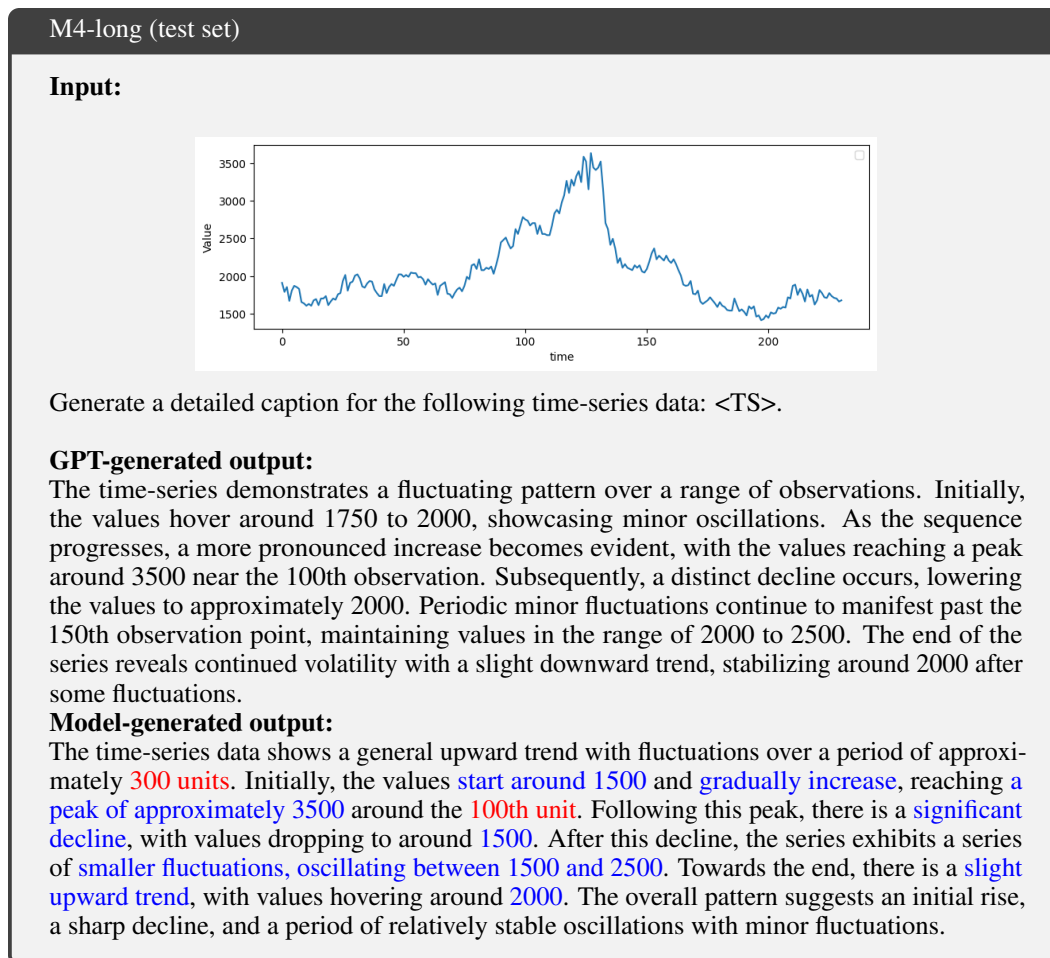 M4-long (test set)
Input:
3500
3000
2500
2000
1500
Value
0
50
100
150
200
time
Generate a detailed caption for the following time-series data: <TS>.
GPT-generated output:
The time-series demonstrates a fluctuating pattern over a range of observations. Initially,
the values hover around 1750 to 2000, showcasing minor oscillations. As the sequence
progresses, a more pronounced increase becomes evident, with the values reaching a peak
around 3500 near the 100th observation. Subsequently, a distinct decline occurs, lowering
the values to approximately 2000. Periodic minor fluctuations continue to manifest past the
150th observation point, maintaining values in the range of 2000 to 2500. The end of the
series reveals continued volatility with a slight downward trend, stabilizing around 2000 after
some fluctuations.
Model-generated output:
The time-series data shows a general upward trend with fluctuations over a period of approxi-
mately 300 units. Initially, the values start around 1500 and gradually increase, reaching a
peak of approximately 3500 around the 100th unit. Following this peak, there is a significant
decline, with values dropping to around 1500. After this decline, the series exhibits a series
of smaller fluctuations, oscillating between 1500 and 2500. Towards the end, there is a slight
upward trend, with values hovering around 2000. The overall pattern suggests an initial rise,
a sharp decline, and a period of relatively stable oscillations with minor fluctuations.